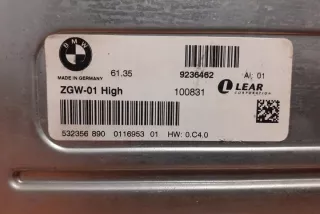 BMW
MADE IN GERMANY 61.35 9236462 AI: 01
ZGW-01 High 100831 LEAR
CORPORATION
532356 890 0116953 01 HW: 0.C4.0